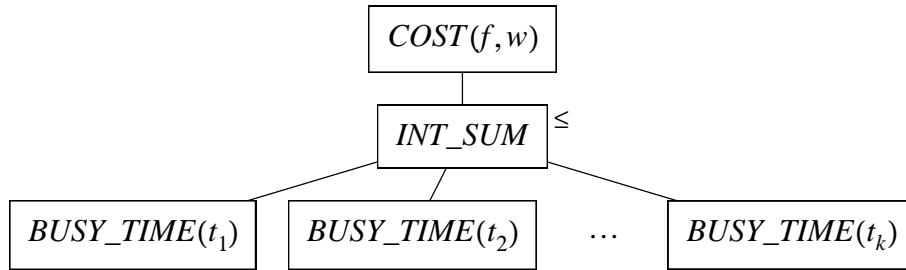 COST(f,w)
INT_SUM ≤
BUSY_TIME(t₁) BUSY_TIME(t₂) … BUSY_TIME(tₖ)